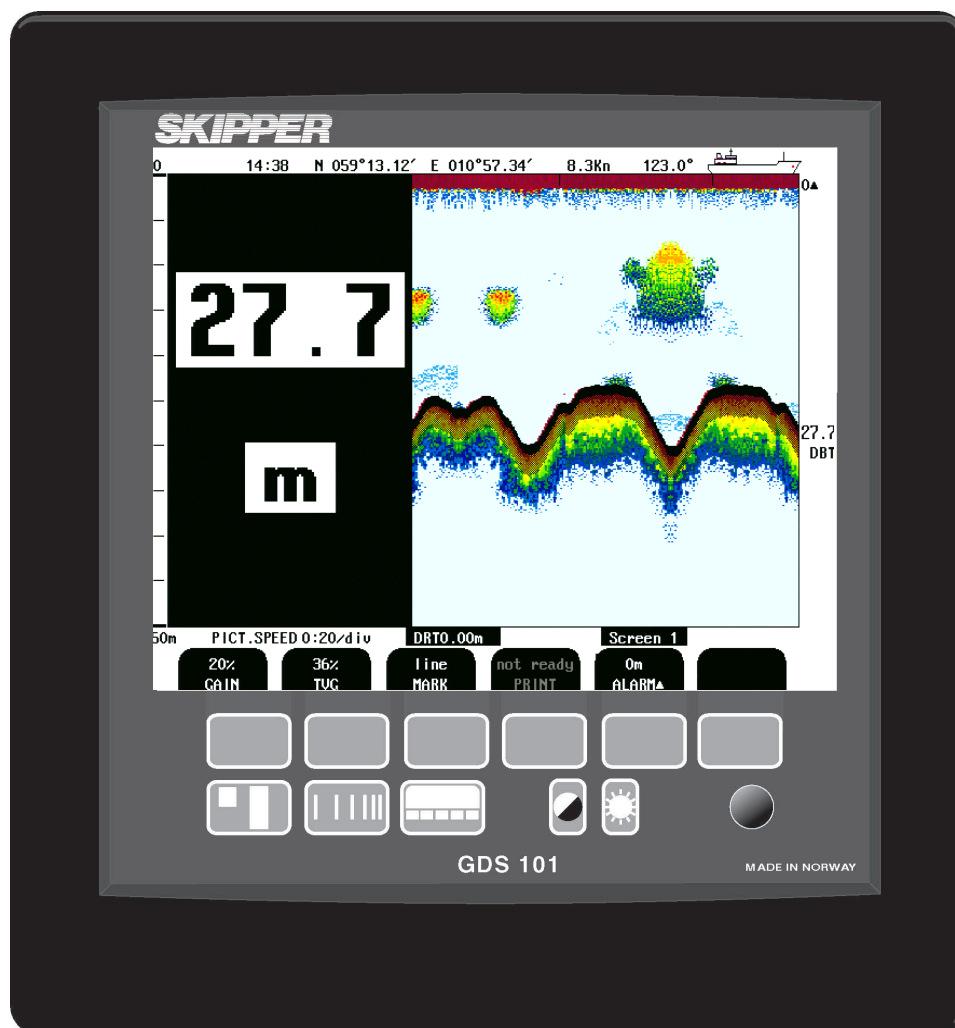 SKIPPER
0 14:38 N 059°13.12′ E 010°57.34′ 8.3Kn 123.0°
0▲
27.7
m
27.7
DBT
50m PICT.SPEED 0:20/div DRT0.00m Screen 1
20% 36% line not ready 0m
GAIN TVG MARK PRINT ALARM▲
GDS 101
MADE IN NORWAY